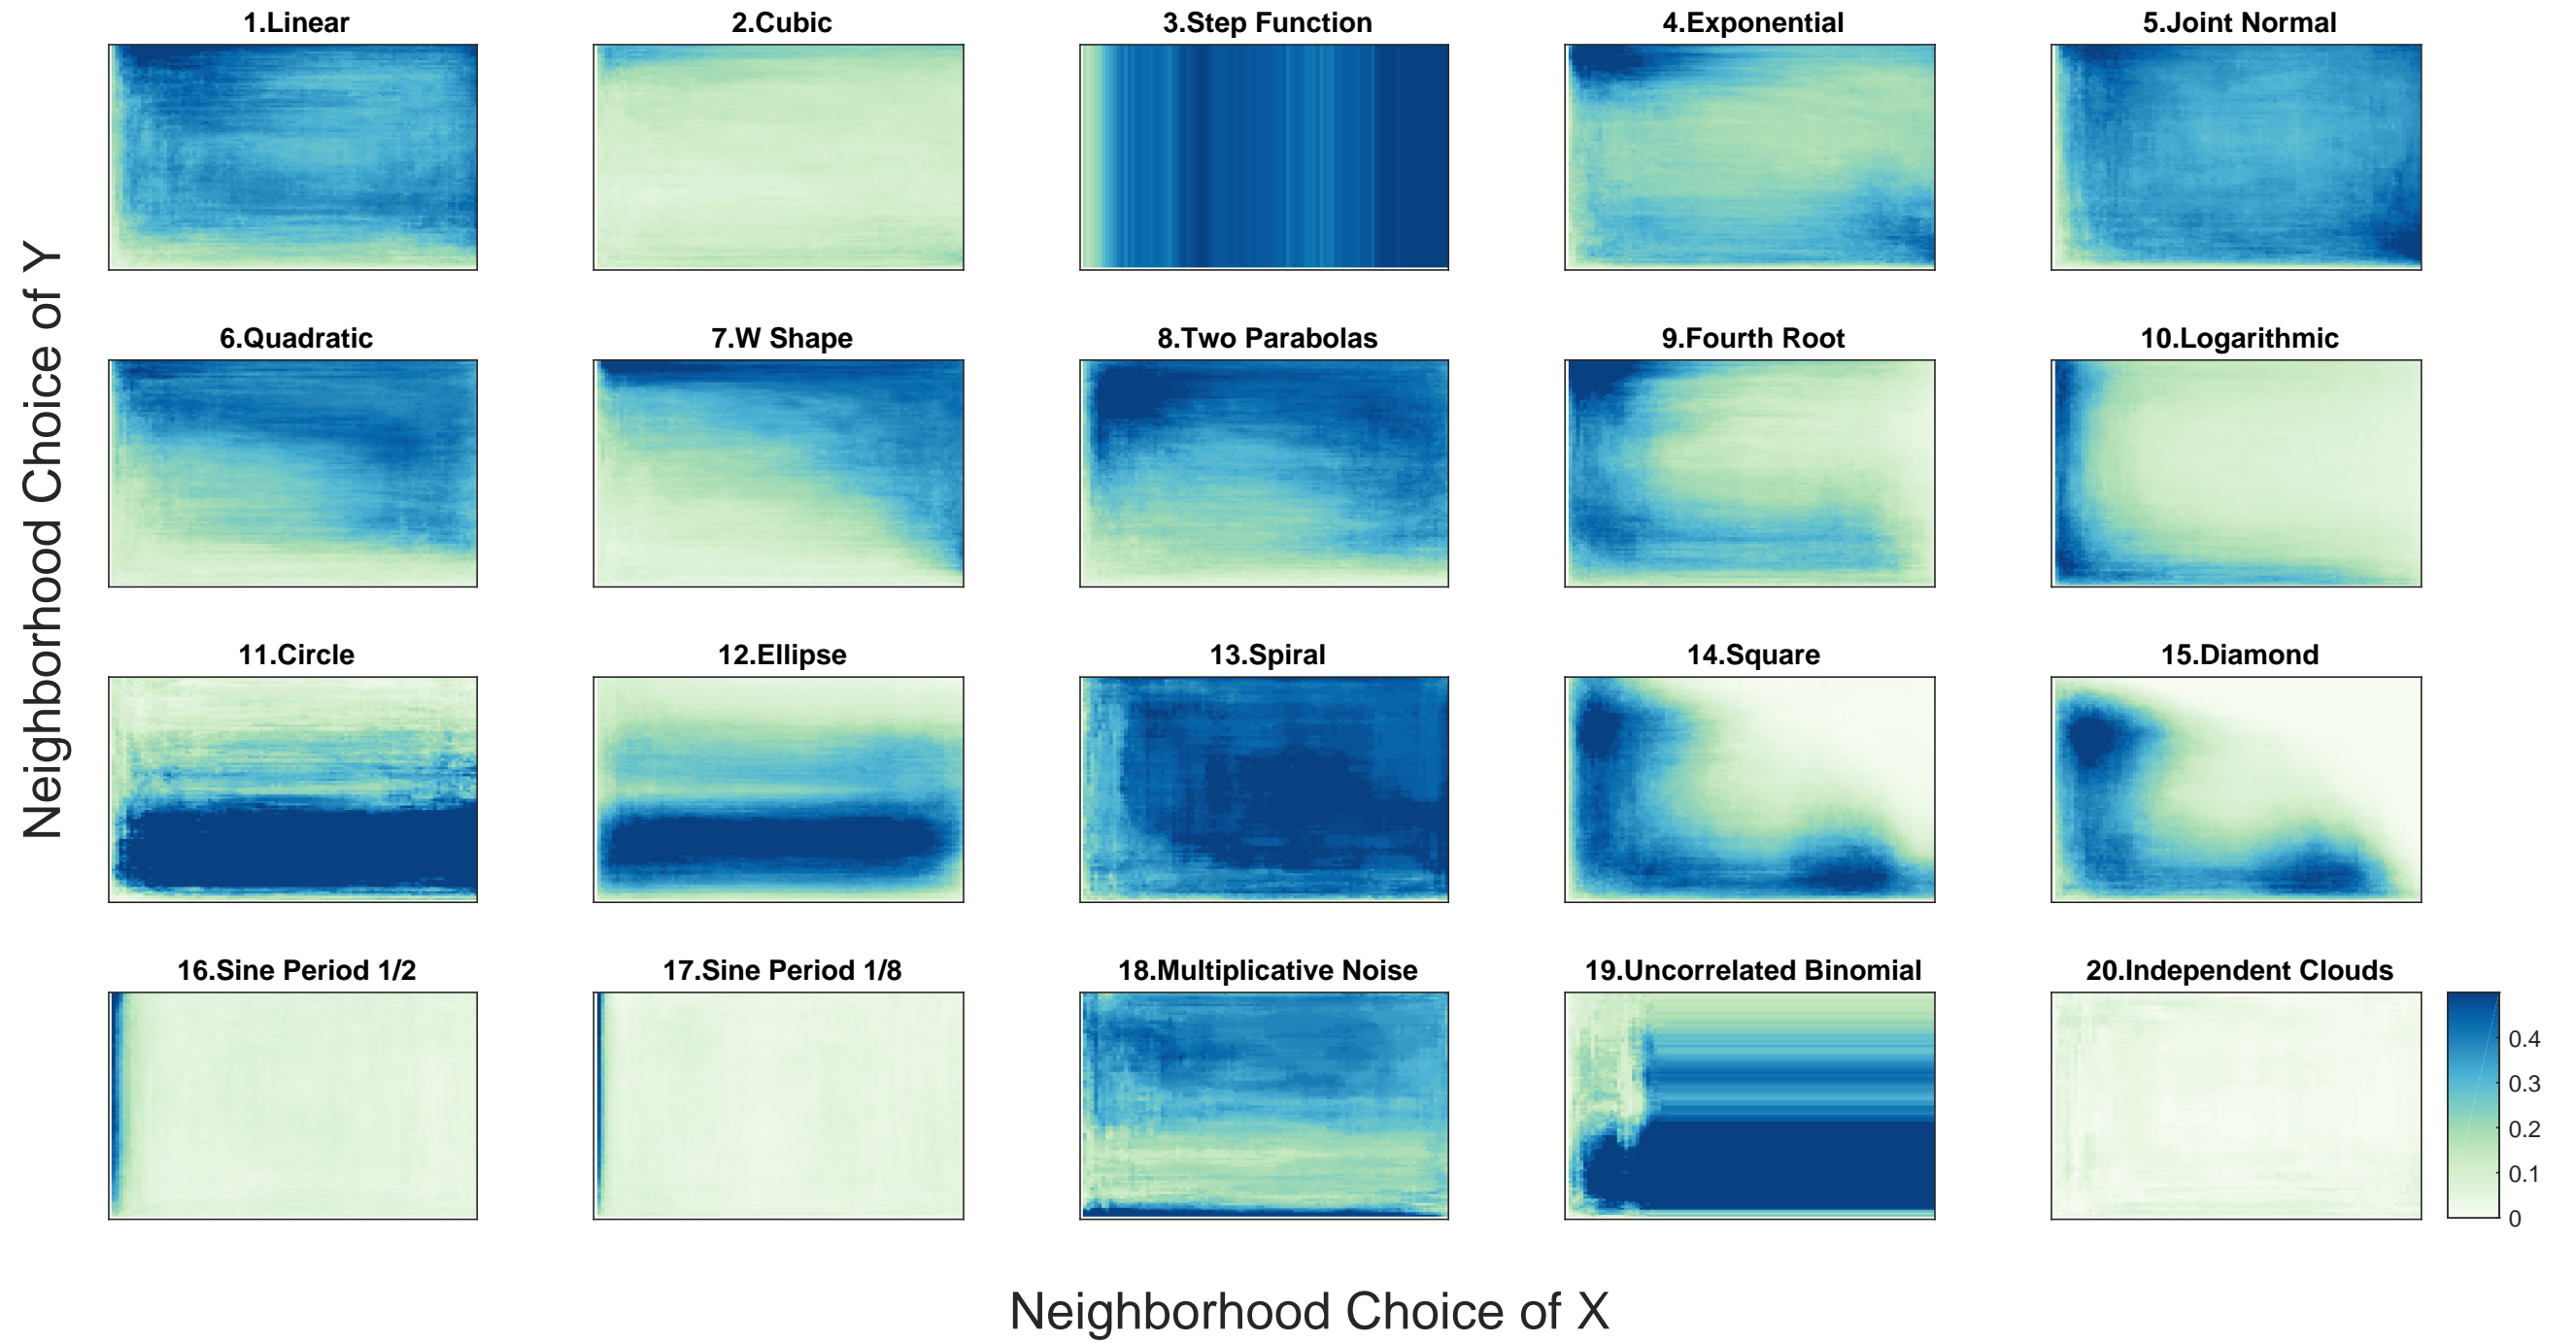 1.Linear
2.Cubic
3.Step Function
4.Exponential
5.Joint Normal
6.Quadratic
7.W Shape
8.Two Parabolas
9.Fourth Root
10.Logarithmic
11.Circle
12.Ellipse
13.Spiral
14.Square
15.Diamond
16.Sine Period 1/2
17.Sine Period 1/8
18.Multiplicative Noise
19.Uncorrelated Binomial
20.Independent Clouds
0.4
0.3
0.2
0.1
0
Neighborhood Choice of Y
Neighborhood Choice of X